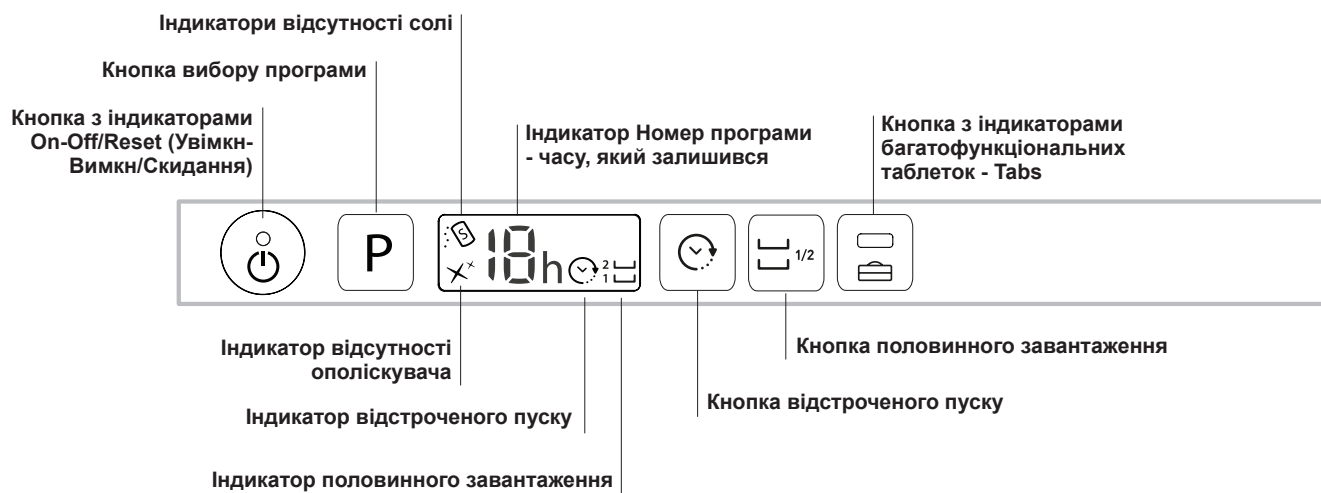 Індикатори відсутності солі
Кнопка вибору програми
Кнопка з індикаторами
On-Off/Reset (Увімкн-
Вимкн/Скидання)
Індикатор Номер програми
- часу, який залишився
Кнопка з індикаторами
багатофункціональних
таблеток - Tabs
P
S
18h
2
1
1/2
Індикатор відсутності
ополіскувача
Кнопка половинного завантаження
Індикатор відстроченого пуску
Кнопка відстроченого пуску
Індикатор половинного завантаження